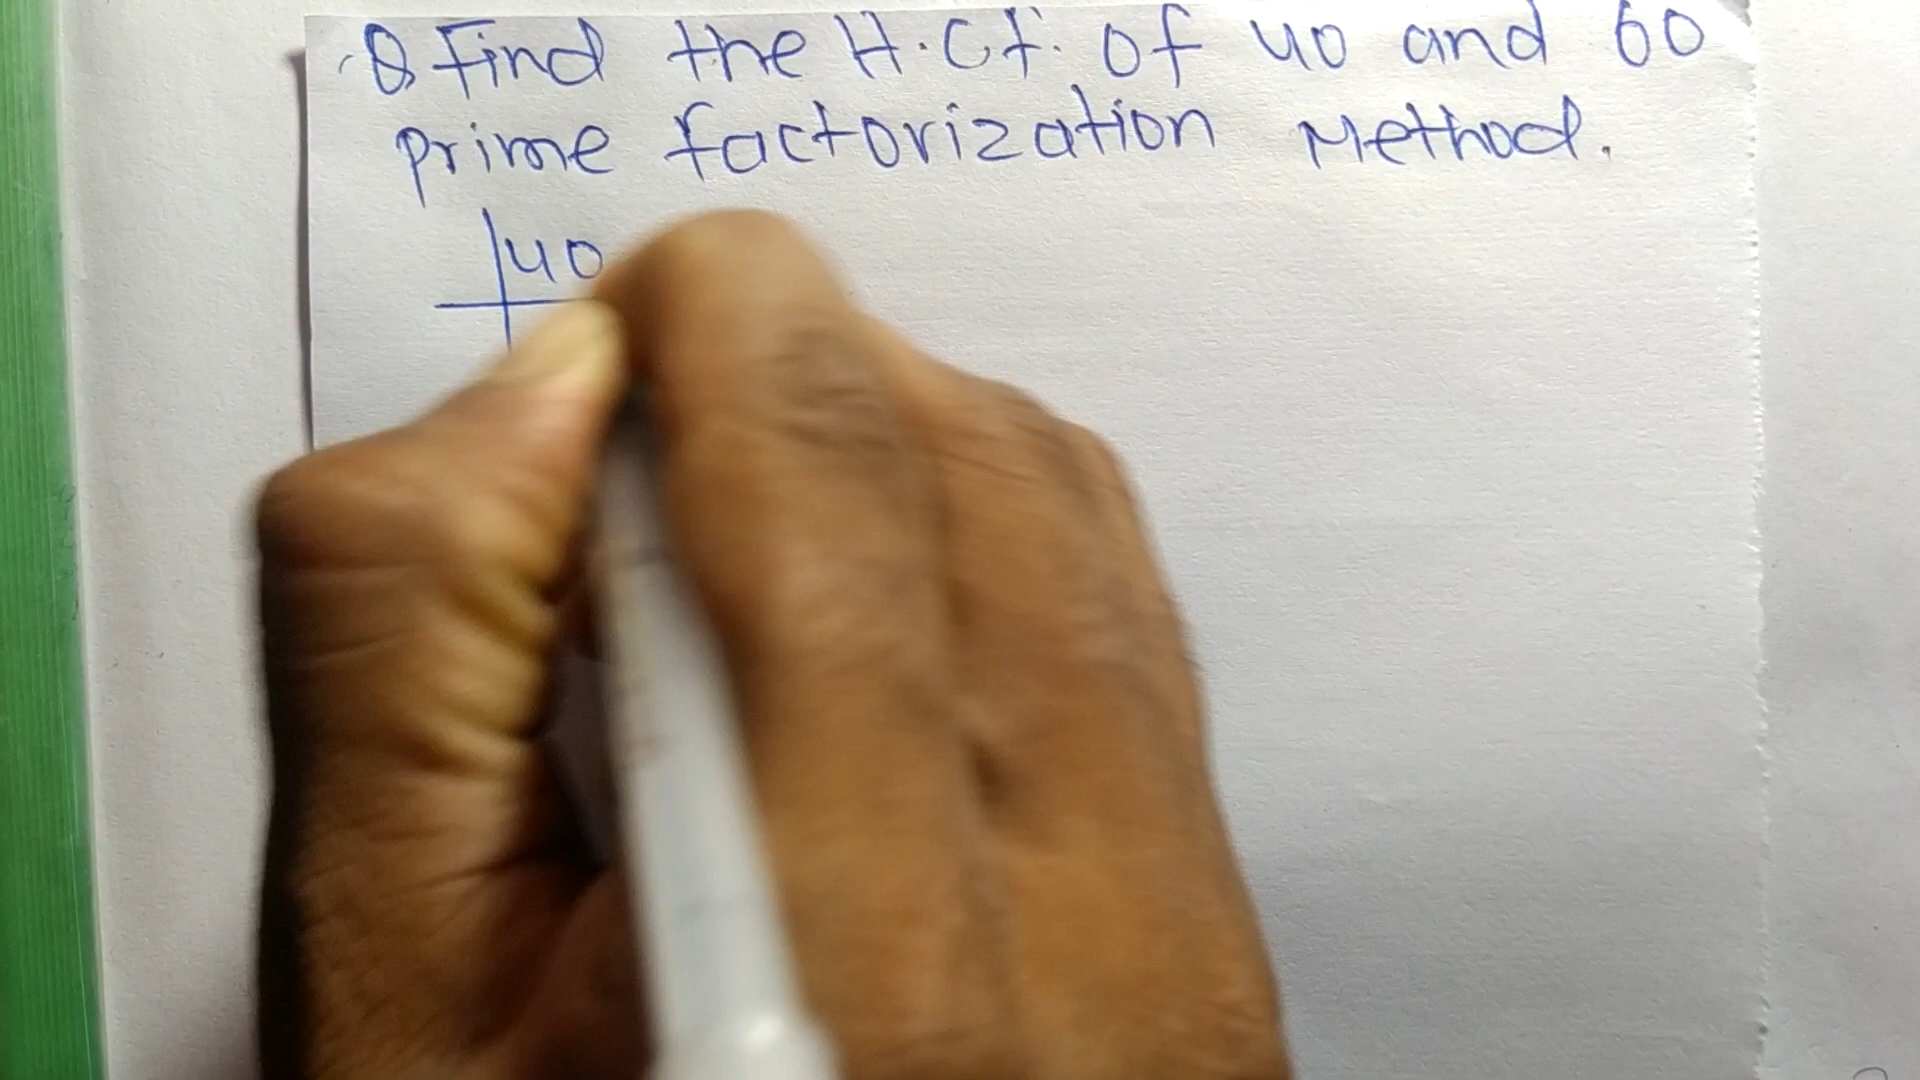 Q Find the H.C.f. of 40 and 60
prime factorization Method.
40